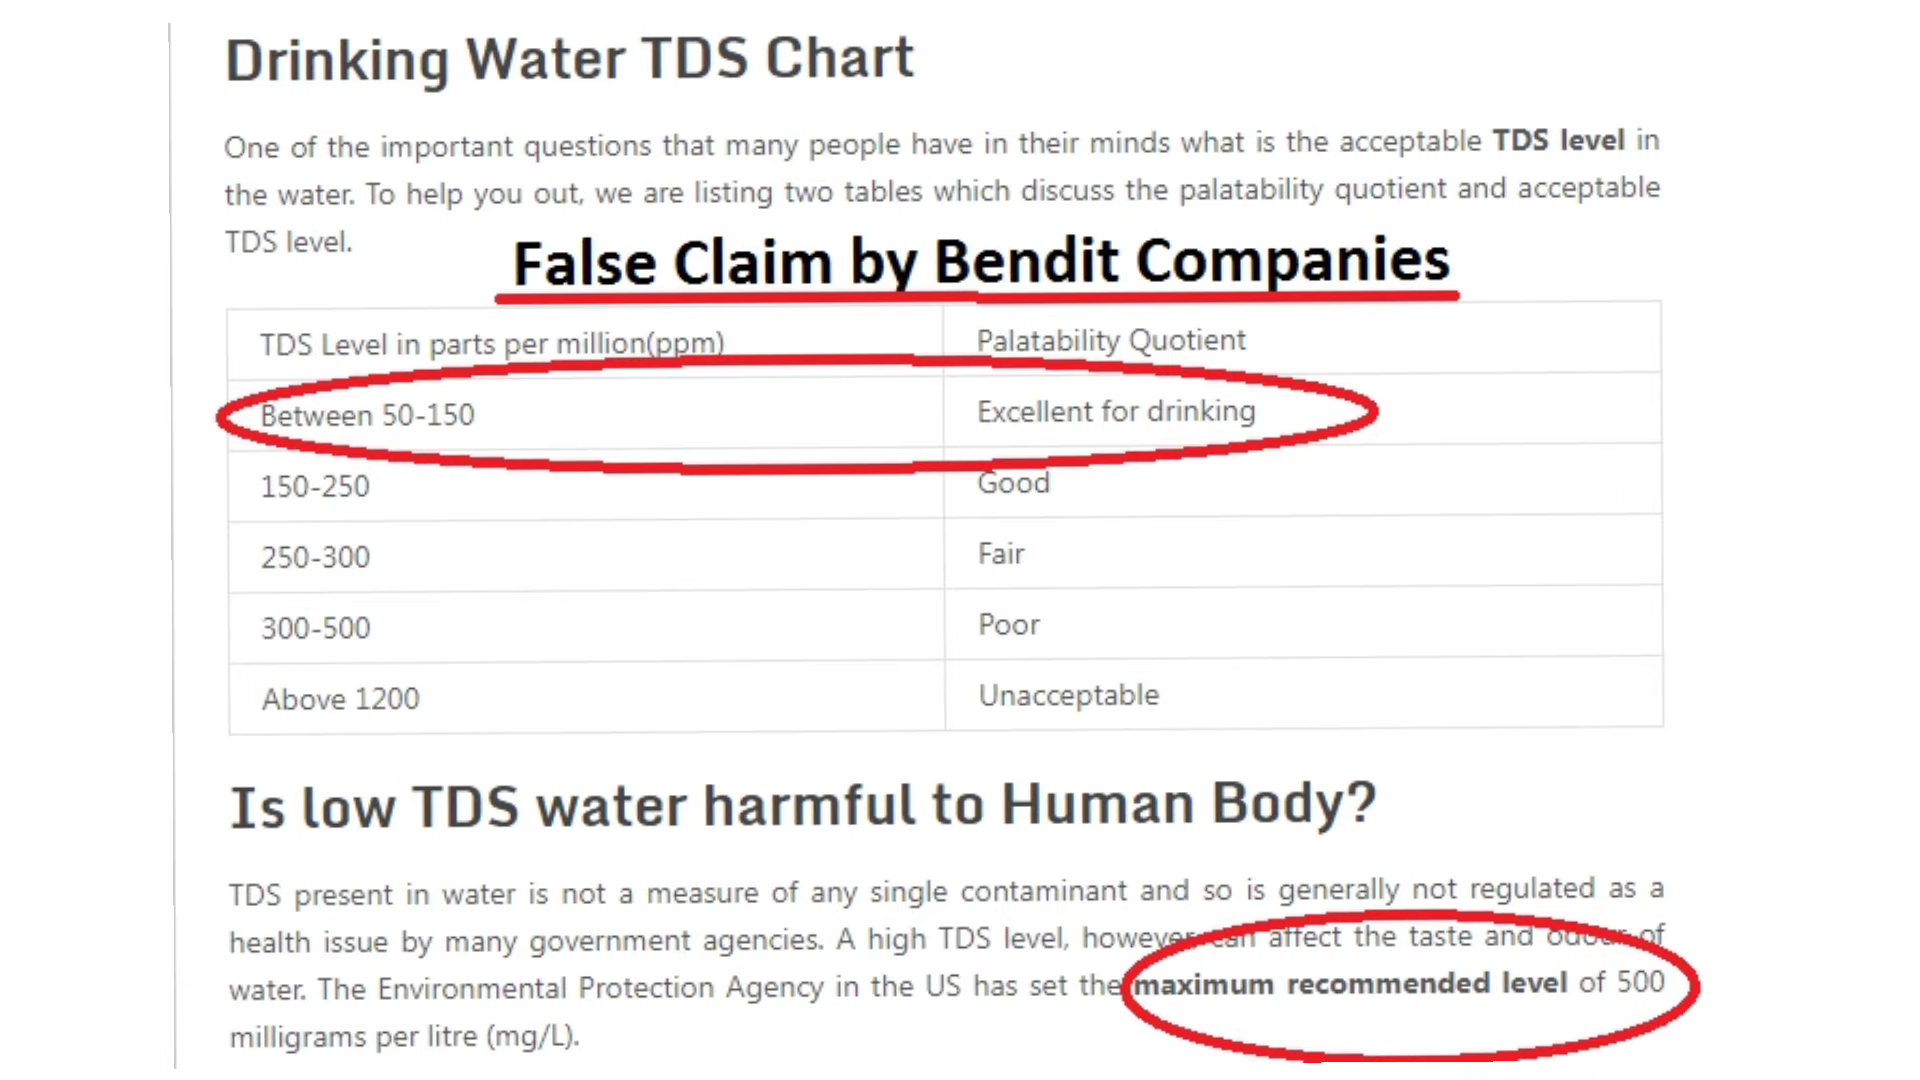 Drinking Water TDS Chart
One of the important questions that many people have in their minds what is the acceptable TDS level in
the water. To help you out, we are listing two tables which discuss the palatability quotient and acceptable
TDS level.
False Claim by Bendit Companies
TDS Level in parts per million(ppm) Palatability Quotient
Between 50-150 Excellent for drinking
150-250 Good
250-300 Fair
300-500 Poor
Above 1200 Unacceptable
Is low TDS water harmful to Human Body?
TDS present in water is not a measure of any single contaminant and so is generally not regulated as a
health issue by many government agencies. A high TDS level, however can affect the taste and odour of
water. The Environmental Protection Agency in the US has set the maximum recommended level of 500
milligrams per litre (mg/L).